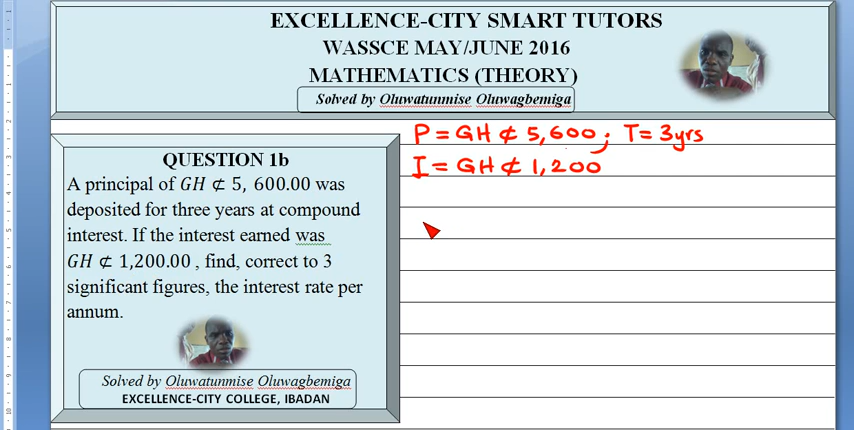 EXCELLENCE-CITY SMART TUTORS
WASSCE MAY/JUNE 2016
MATHEMATICS (THEORY)
Solved by Oluwatunmise Oluwagbemiga
P = GH ₵ 5,600; T = 3yrs
I = GH ₵ 1,200
QUESTION 1b
A principal of GH ⊄ 5, 600.00 was
deposited for three years at compound
interest. If the interest earned was
GH ⊄ 1,200.00 , find, correct to 3
significant figures, the interest rate per
annum.
Solved by Oluwatunmise Oluwagbemiga
EXCELLENCE-CITY COLLEGE, IBADAN